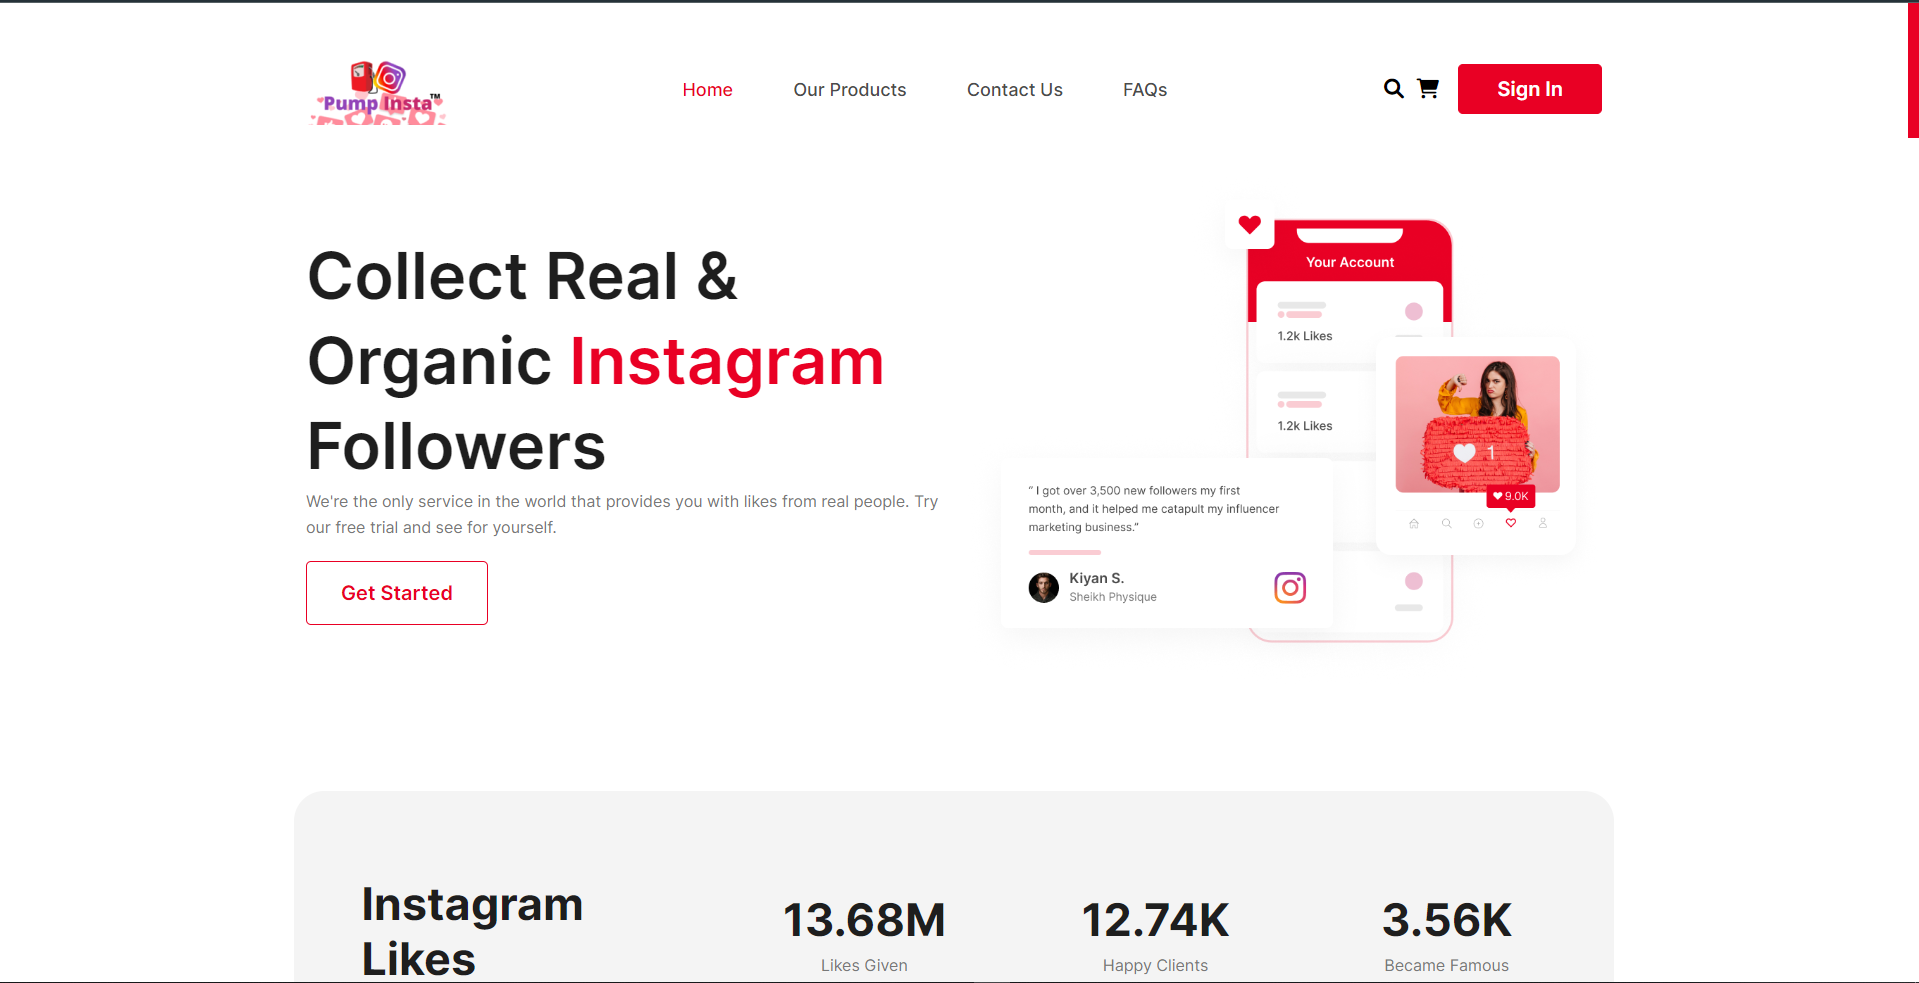 Pump Insta™
Home
Our Products
Contact Us
FAQs
Sign In
Collect Real &
Organic Instagram
Followers
We're the only service in the world that provides you with likes from real people. Try
our free trial and see for yourself.
Get Started
Your Account
1.2k Likes
1.2k Likes
1
9.0K
“ I got over 3,500 new followers my first
month, and it helped me catapult my influencer
marketing business.”
Kiyan S.
Sheikh Physique
Instagram
Likes
13.68M
Likes Given
12.74K
Happy Clients
3.56K
Became Famous